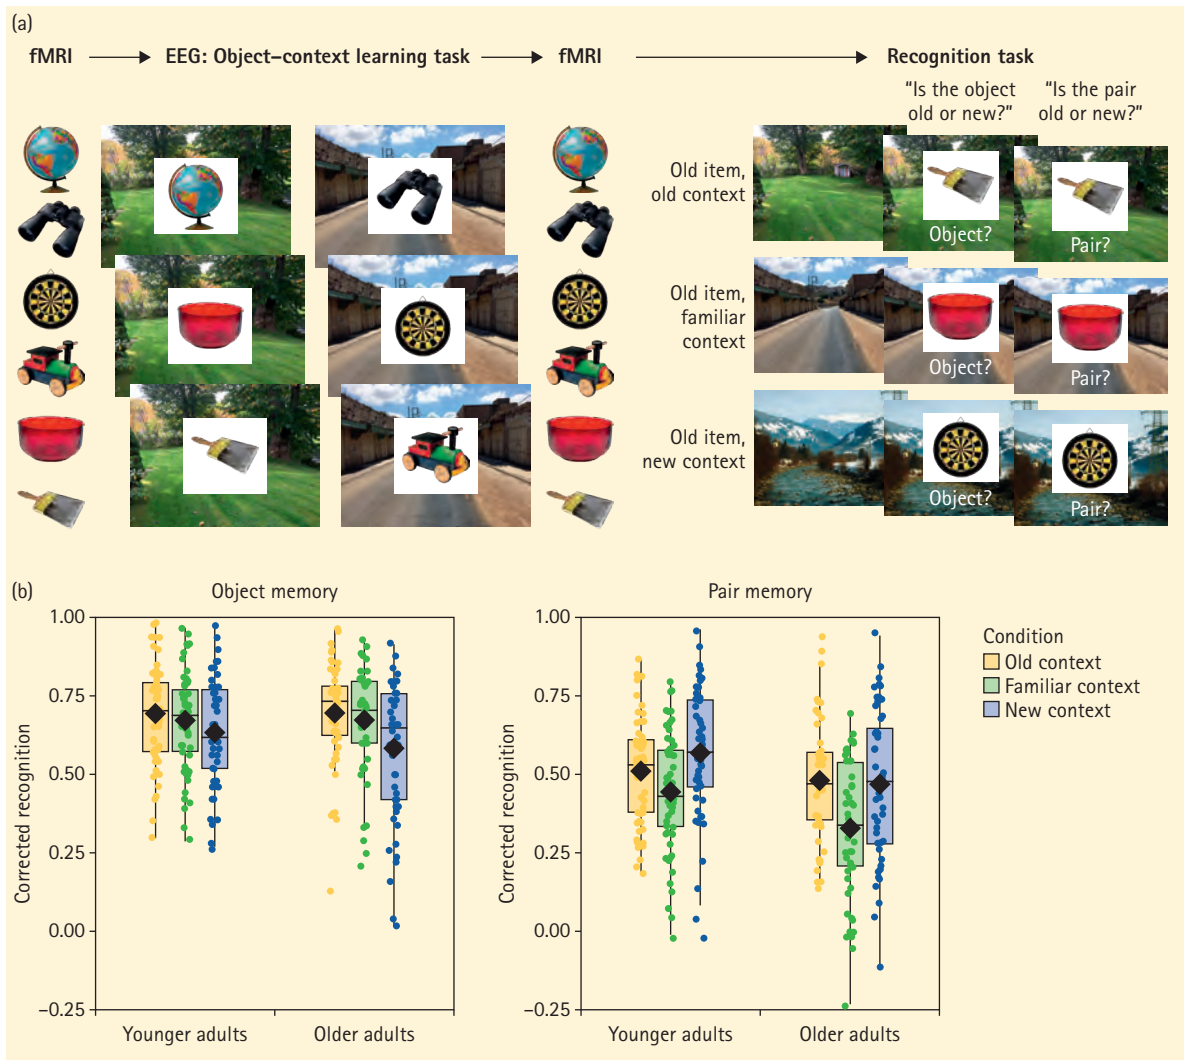 (a)
fMRI
EEG: Object–context learning task
fMRI
Recognition task
"Is the object
old or new?"
"Is the pair
old or new?"
Old item,
old context
Object?
Pair?
Old item,
familiar
context
Object?
Pair?
Old item,
new context
Object?
Pair?
(b)
Object memory
Corrected recognition
1.00
0.75
0.50
0.25
0.00
−0.25
Younger adults
Older adults
Pair memory
Corrected recognition
1.00
0.75
0.50
0.25
0.00
−0.25
Younger adults
Older adults
Condition
Old context
Familiar context
New context